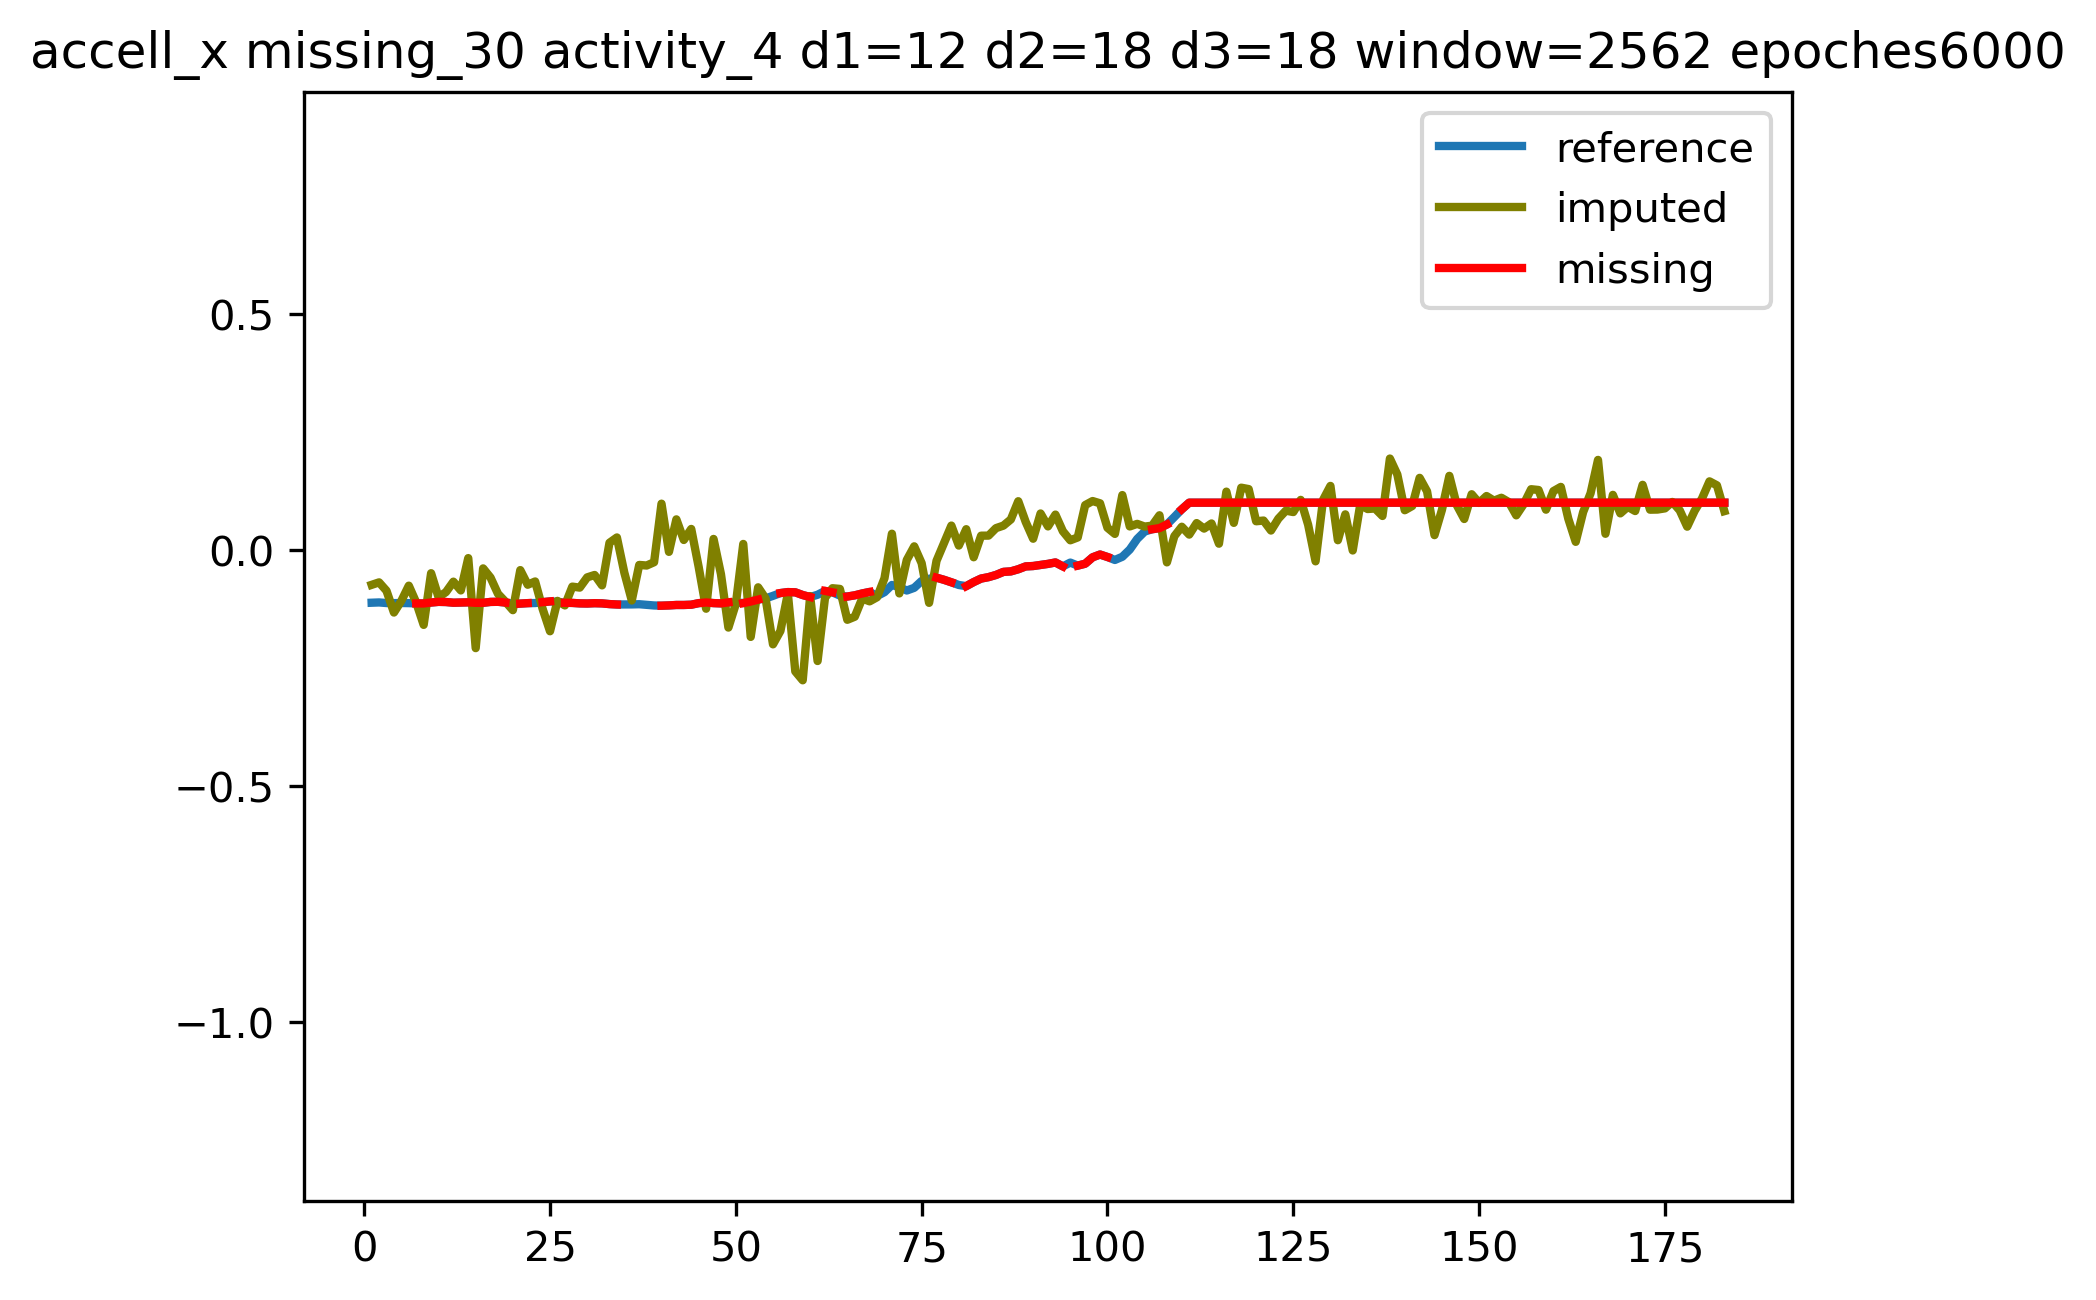 accell_x missing_30 activity_4 d1=12 d2=18 d3=18 window=2562 epoches6000
reference
imputed
missing
0.5
0.0
−0.5
−1.0
0 25 50 75 100 125 150 175